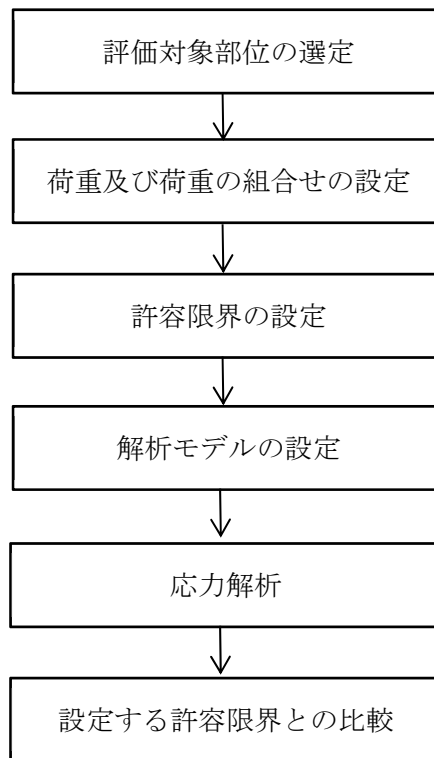 評価対象部位の選定
荷重及び荷重の組合せの設定
許容限界の設定
解析モデルの設定
応力解析
設定する許容限界との比較